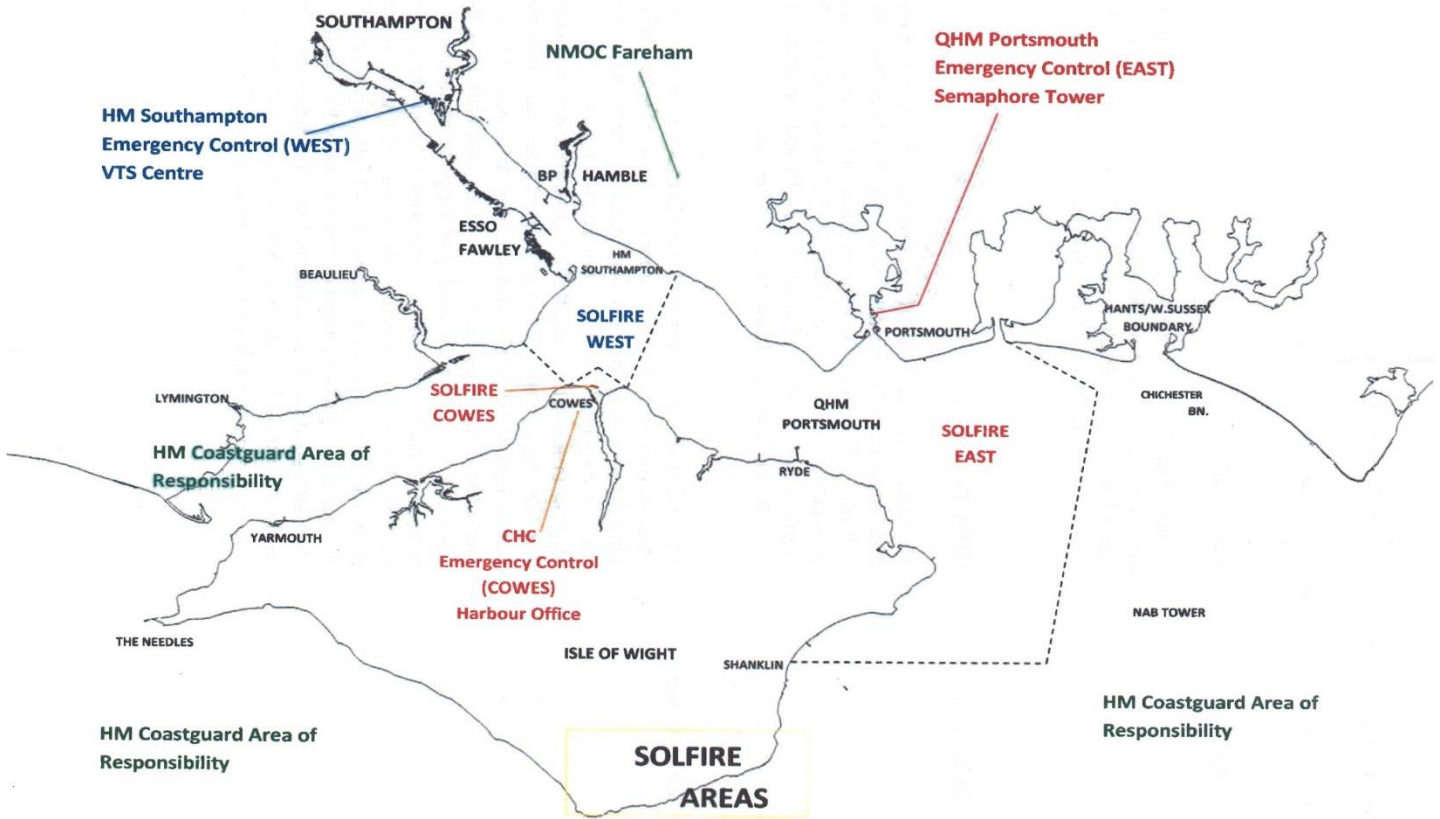 SOUTHAMPTON
NMOC Fareham
QHM Portsmouth
Emergency Control (EAST)
Semaphore Tower
HM Southampton
Emergency Control (WEST)
VTS Centre
BP
HAMBLE
ESSO
FAWLEY
HM
SOUTHAMPTON
BEAULIEU
SOLFIRE
WEST
PORTSMOUTH
HANTS/W.SUSSEX
BOUNDARY
LYMINGTON
SOLFIRE
COWES
COWES
QHM
PORTSMOUTH
SOLFIRE
EAST
CHICHESTER
BN.
HM Coastguard Area of
Responsibility
RYDE
YARMOUTH
CHC
Emergency Control
(COWES)
Harbour Office
THE NEEDLES
ISLE OF WIGHT
SHANKLIN
NAB TOWER
HM Coastguard Area of
Responsibility
HM Coastguard Area of
Responsibility
SOLFIRE
AREAS